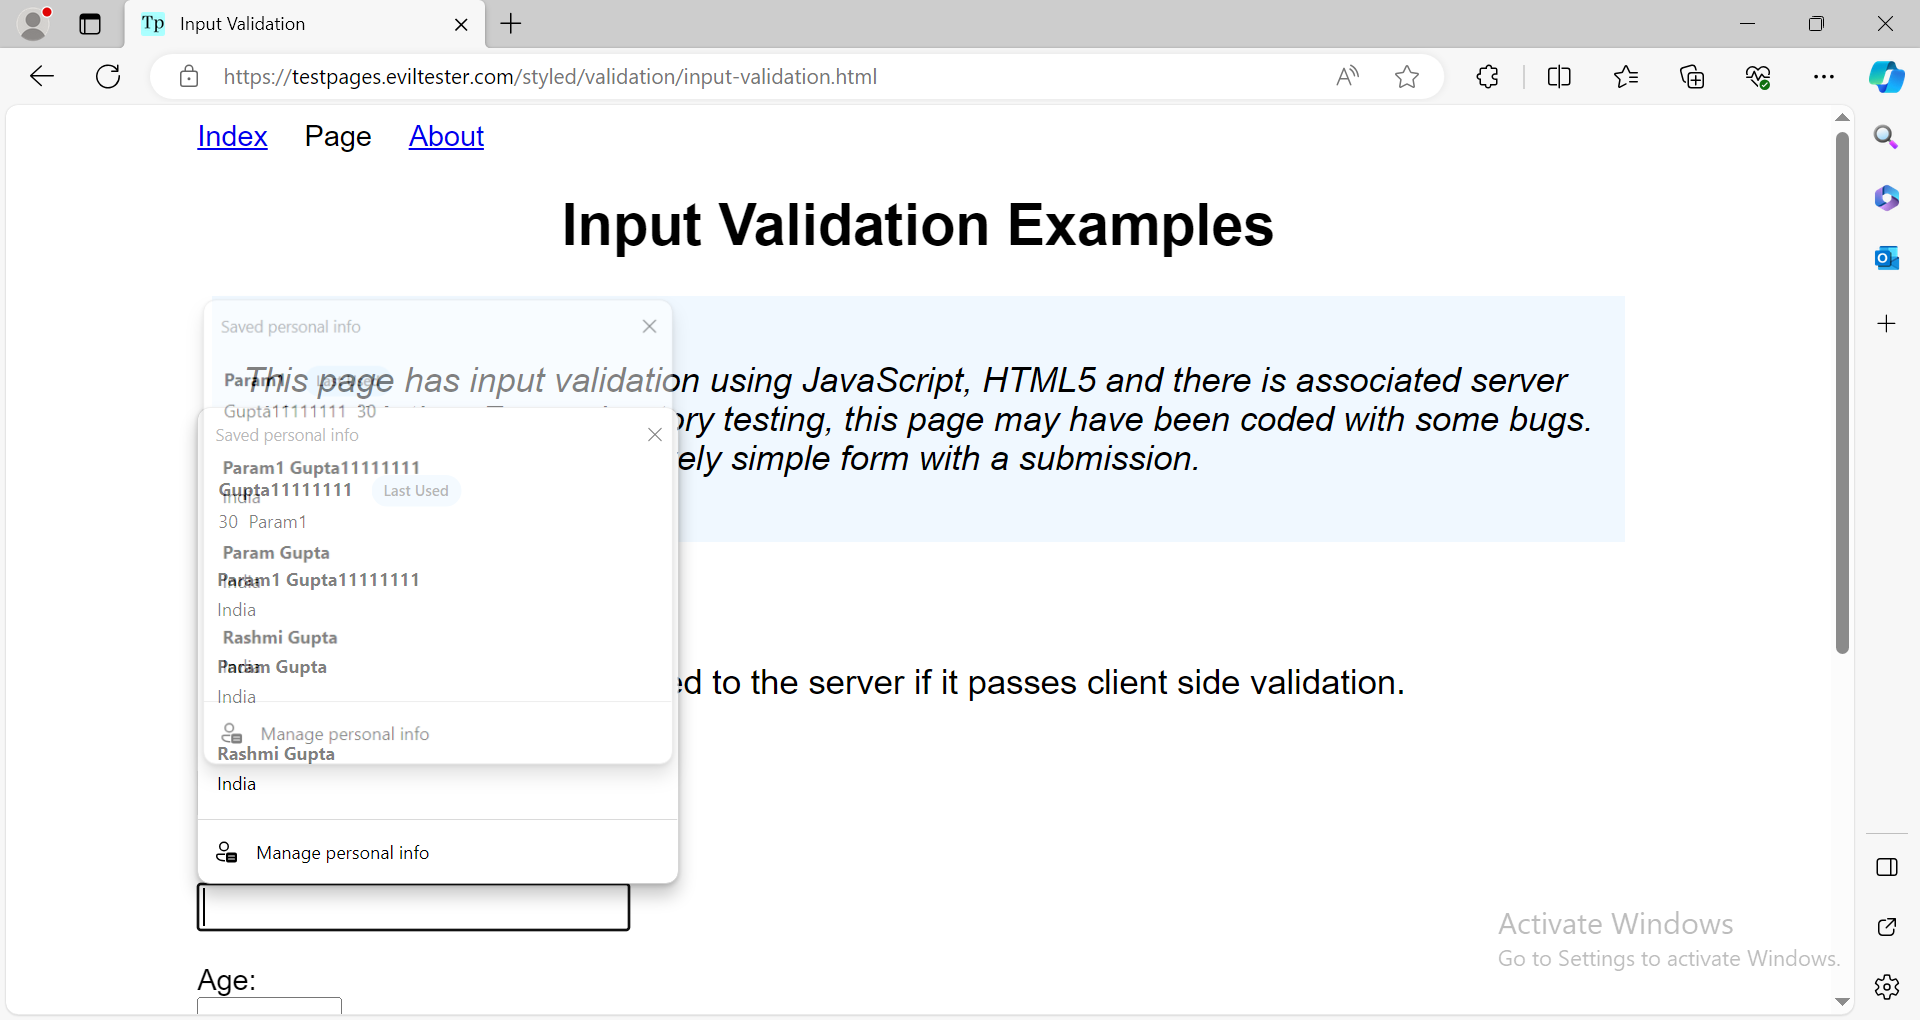 Tp Input Validation
https://testpages.eviltester.com/styled/validation/input-validation.html
Index Page About
Input Validation Examples
Saved personal info
This page has input validation using JavaScript, HTML5 and there is associated server
Param1 Last Used
Gupta11111111 30
ry testing, this page may have been coded with some bugs.
Saved personal info
ely simple form with a submission.
Param1 Gupta11111111
India
Gupta11111111 Last Used
30 Param1
Param Gupta
India
Param1 Gupta11111111
India
Rashmi Gupta
India
Param Gupta
India
ed to the server if it passes client side validation.
Manage personal info
Rashmi Gupta
India
Manage personal info
Age:
Activate Windows
Go to Settings to activate Windows.